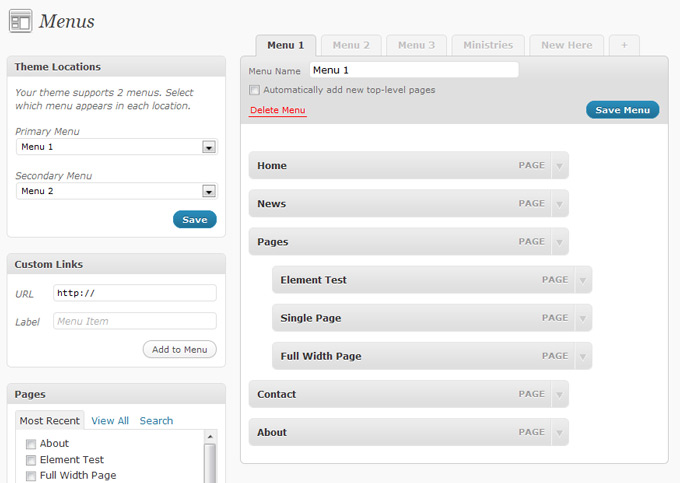 Menus
Theme Locations
Your theme supports 2 menus. Select
which menu appears in each location.
Primary Menu
Menu 1
Secondary Menu
Menu 2
Save
Custom Links
URL http://
Label Menu Item
Add to Menu
Pages
Most Recent View All Search
About
Element Test
Full Width Page
Menu 1 Menu 2 Menu 3 Ministries New Here +
Menu Name Menu 1
Automatically add new top-level pages
Delete Menu Save Menu
Home PAGE
News PAGE
Pages PAGE
Element Test PAGE
Single Page PAGE
Full Width Page PAGE
Contact PAGE
About PAGE